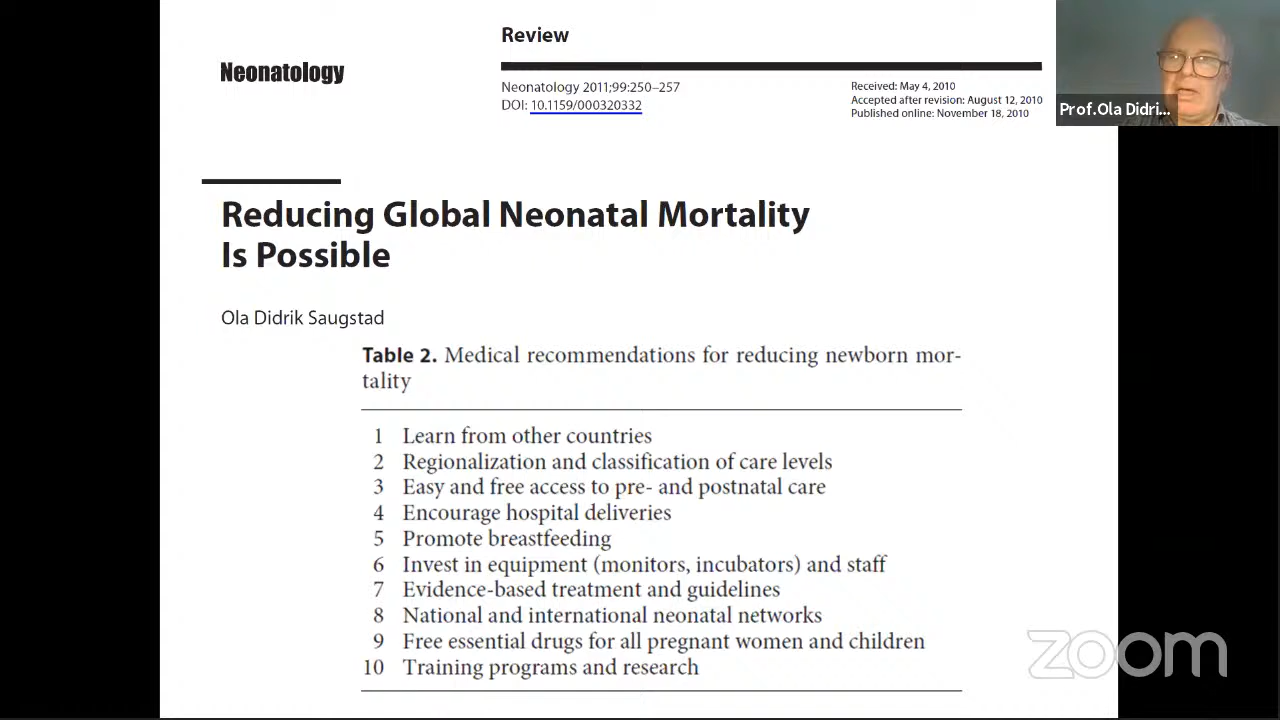 Review
Neonatology
Neonatology 2011;99:250–257
DOI: 10.1159/000320332
Received: May 4, 2010
Accepted after revision: August 12, 2010
Published online: November 18, 2010
Prof.Ola Didri...
Reducing Global Neonatal Mortality
Is Possible
Ola Didrik Saugstad
Table 2. Medical recommendations for reducing newborn mor-
tality
1 Learn from other countries
2 Regionalization and classification of care levels
3 Easy and free access to pre- and postnatal care
4 Encourage hospital deliveries
5 Promote breastfeeding
6 Invest in equipment (monitors, incubators) and staff
7 Evidence-based treatment and guidelines
8 National and international neonatal networks
9 Free essential drugs for all pregnant women and children
10 Training programs and research
zoom